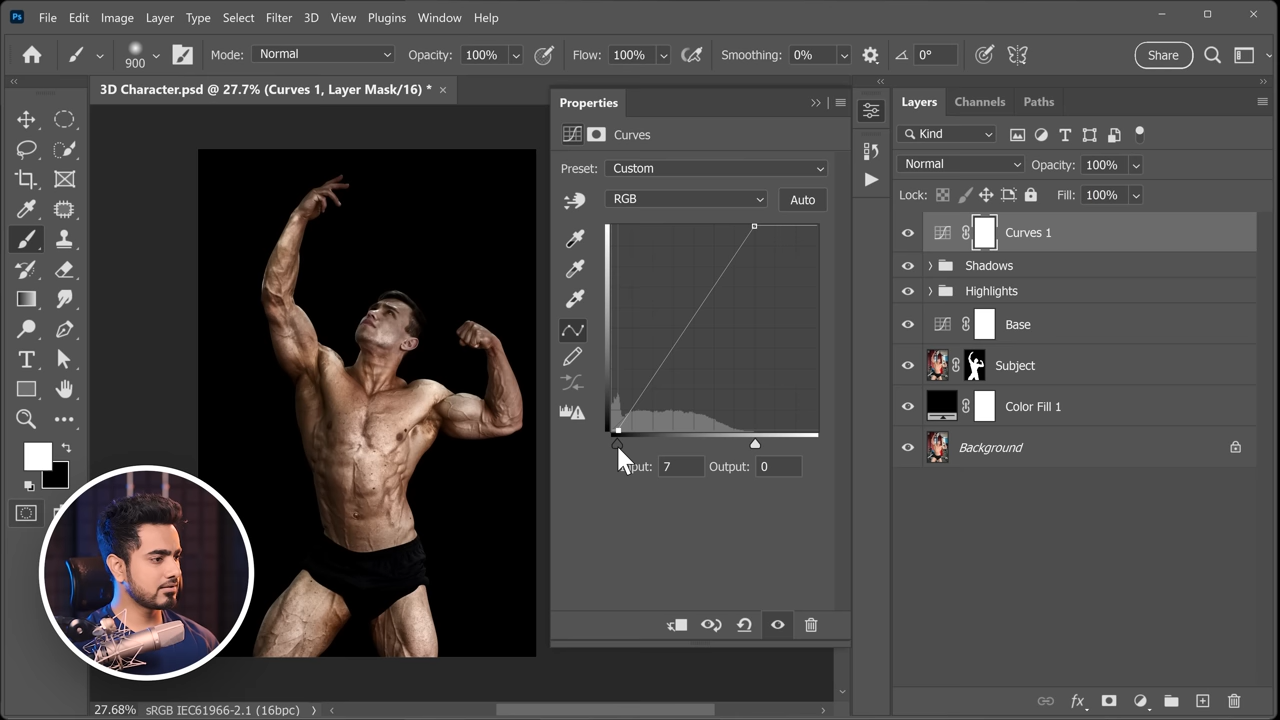 Ps File Edit Image Layer Type Select Filter 3D View Plugins Window Help
900 Mode: Normal Opacity: 100% Flow: 100% Smoothing: 0% 0° Share
3D Character.psd @ 27.7% (Curves 1, Layer Mask/16) * ×
Properties
Curves
Preset: Custom
RGB Auto
Input: 7 Output: 0
Layers Channels Paths
Kind
Normal Opacity: 100%
Lock: Fill: 100%
Curves 1
Shadows
Highlights
Base
Subject
Color Fill 1
Background
fx
27.68% sRGB IEC61966-2.1 (16bpc)